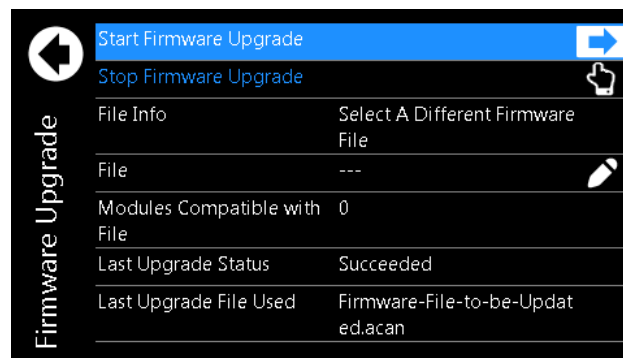 Firmware Upgrade
Start Firmware Upgrade
Stop Firmware Upgrade
File Info
Select A Different Firmware
File
File
---
Modules Compatible with
File
0
Last Upgrade Status
Succeeded
Last Upgrade File Used
Firmware-File-to-be-Updat
ed.acan